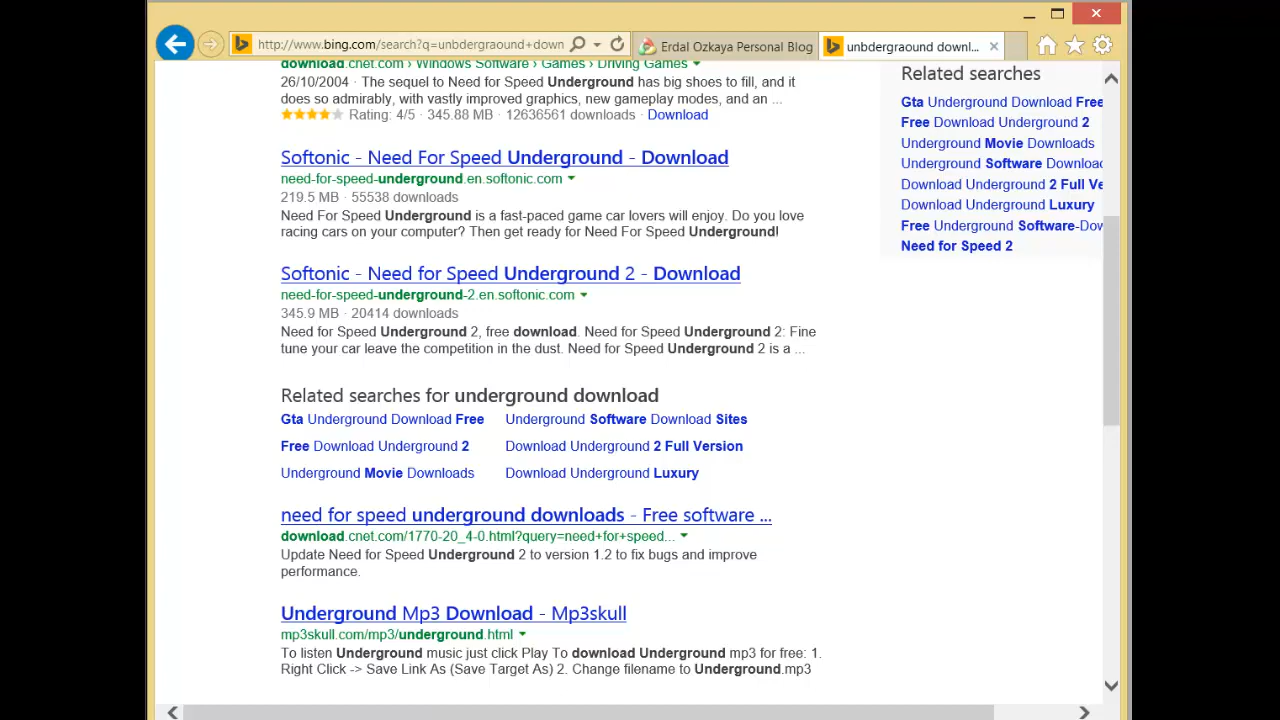 http://www.bing.com/search?q=unbdergraound+down
Erdal Ozkaya Personal Blog
unbdergraound downl...
download.cnet.com › Windows Software › Games › Driving Games
26/10/2004 · The sequel to Need for Speed Underground has big shoes to fill, and it
does so admirably, with vastly improved graphics, new gameplay modes, and an ...
Rating: 4/5 · 345.88 MB · 12636561 downloads · Download
Softonic - Need For Speed Underground - Download
need-for-speed-underground.en.softonic.com
219.5 MB · 55538 downloads
Need For Speed Underground is a fast-paced game car lovers will enjoy. Do you love
racing cars on your computer? Then get ready for Need For Speed Underground!
Softonic - Need for Speed Underground 2 - Download
need-for-speed-underground-2.en.softonic.com
345.9 MB · 20414 downloads
Need for Speed Underground 2, free download. Need for Speed Underground 2: Fine
tune your car leave the competition in the dust. Need for Speed Underground 2 is a ...
Related searches for underground download
Gta Underground Download Free
Underground Software Download Sites
Free Download Underground 2
Download Underground 2 Full Version
Underground Movie Downloads
Download Underground Luxury
need for speed underground downloads - Free software ...
download.cnet.com/1770-20_4-0.html?query=need+for+speed...
Update Need for Speed Underground 2 to version 1.2 to fix bugs and improve
performance.
Underground Mp3 Download - Mp3skull
mp3skull.com/mp3/underground.html
To listen Underground music just click Play To download Underground mp3 for free: 1.
Right Click -> Save Link As (Save Target As) 2. Change filename to Underground.mp3
Related searches
Gta Underground Download Free
Free Download Underground 2
Underground Movie Downloads
Underground Software Downloac
Download Underground 2 Full Ve
Download Underground Luxury
Free Underground Software-Dow
Need for Speed 2